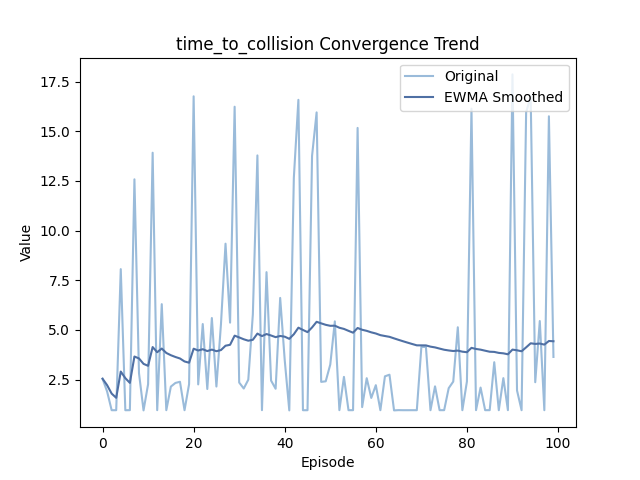 time_to_collision Convergence Trend
Original
EWMA Smoothed
17.5
15.0
12.5
10.0
7.5
5.0
2.5
Value
0 20 40 60 80 100
Episode